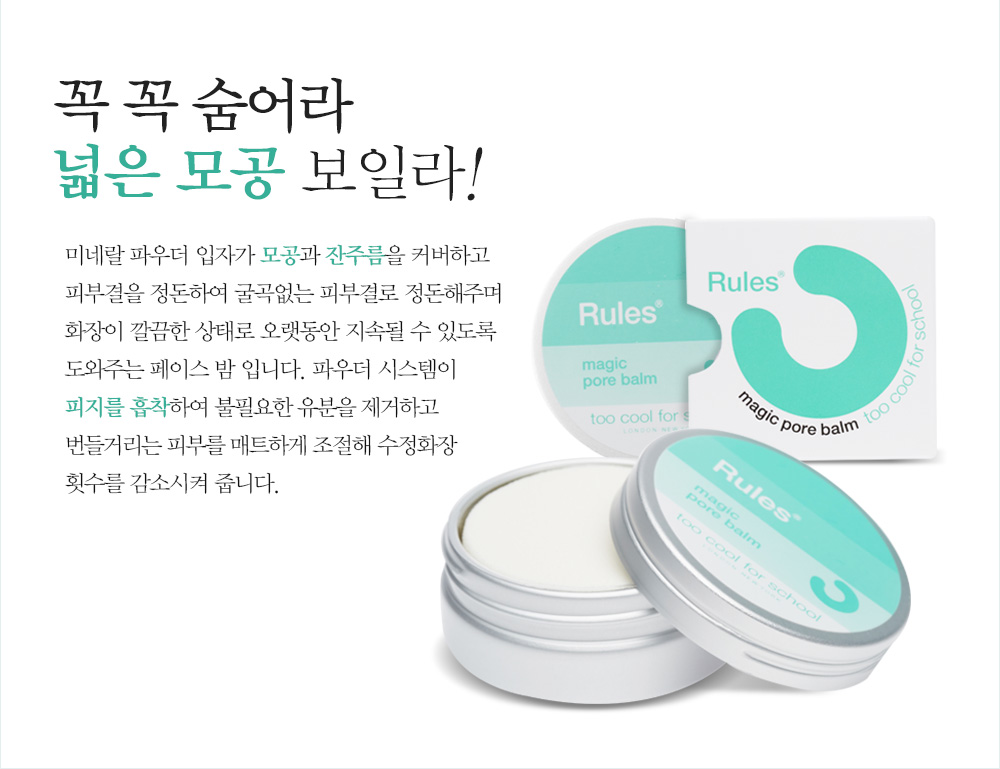 꼭 꼭 숨어라
넓은 모공 보일라!
미네랄 파우더 입자가 모공과 잔주름을 커버하고
피부결을 정돈하여 굴곡없는 피부결로 정돈해주며
화장이 깔끔한 상태로 오랫동안 지속될 수 있도록
도와주는 페이스 밤 입니다. 파우더 시스템이
피지를 흡착하여 불필요한 유분을 제거하고
번들거리는 피부를 매트하게 조절해 수정화장
횟수를 감소시켜 줍니다.
Rules®
magic
pore balm
too cool for s
Rules®
magic pore balm
too cool for school
Rules®
magic
pore balm
too cool for school